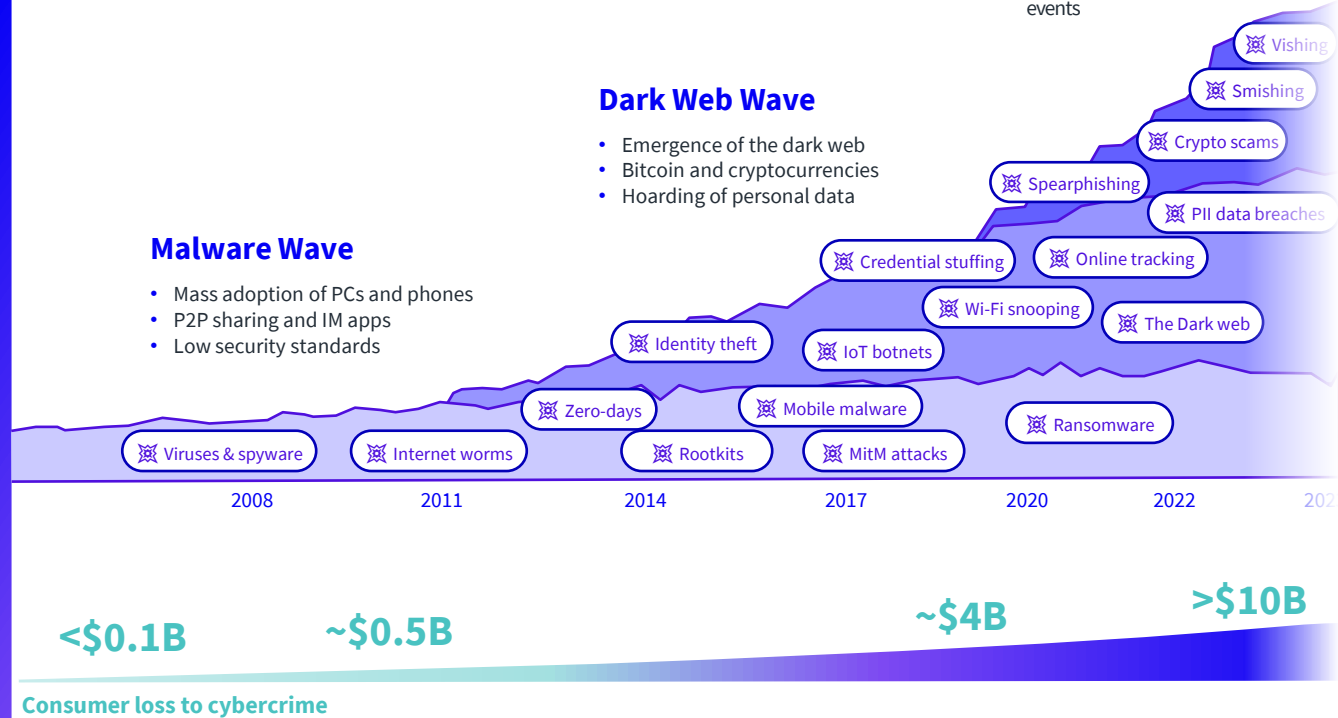 events
Vishing
Smishing
Dark Web Wave
Crypto scams
• Emergence of the dark web
• Bitcoin and cryptocurrencies
• Hoarding of personal data
Spearphishing
PII data breaches
Malware Wave
Credential stuffing
Online tracking
• Mass adoption of PCs and phones
• P2P sharing and IM apps
• Low security standards
Wi-Fi snooping
The Dark web
Identity theft
IoT botnets
Zero-days
Mobile malware
Ransomware
Viruses & spyware
Internet worms
Rootkits
MitM attacks
2008 2011 2014 2017 2020 2022
<$0.1B ~$0.5B ~$4B >$10B
Consumer loss to cybercrime